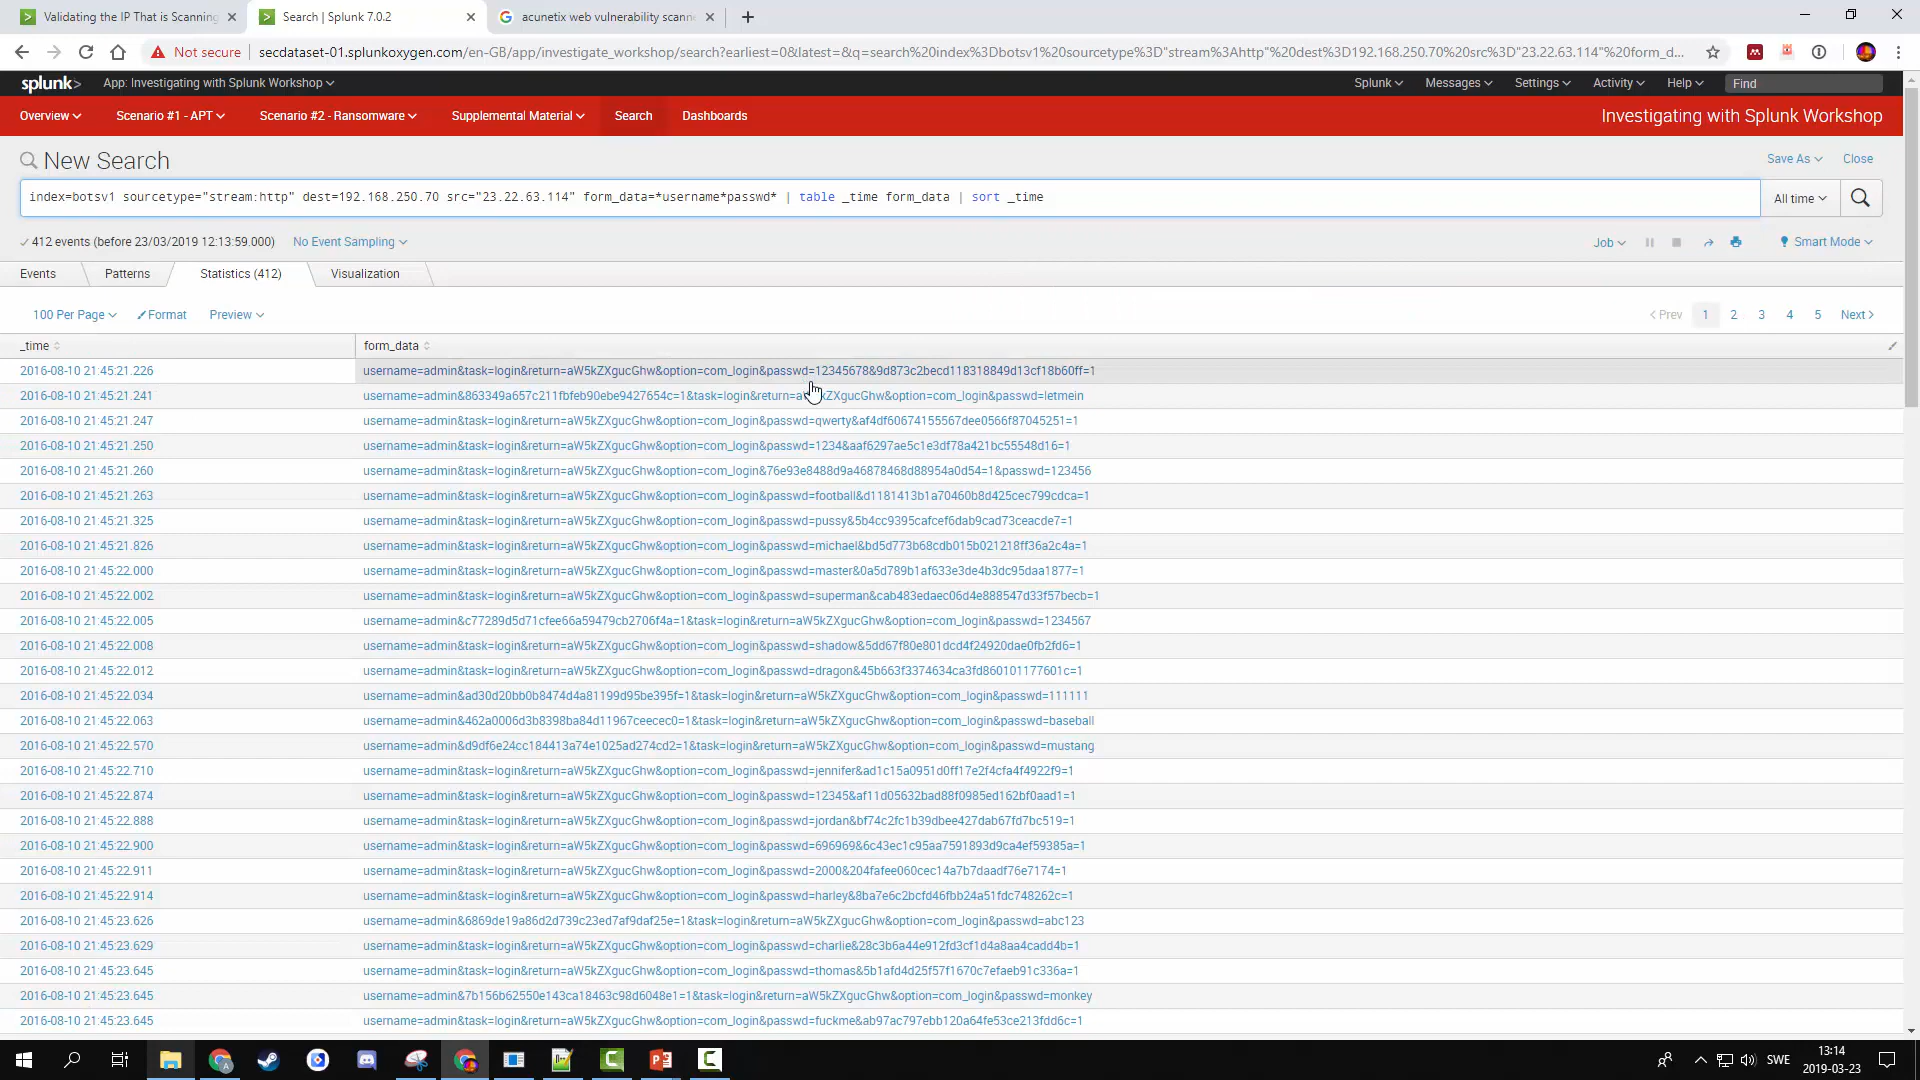 Validating the IP That is Scanning
Search | Splunk 7.0.2
acunetix web vulnerability scann
Not secure | secdataset-01.splunkoxygen.com/en-GB/app/investigate_workshop/search?earliest=0&latest=&q=search%20index%3Dbotsv1%20sourcetype%3D"stream%3Ahttp"%20dest%3D192.168.250.70%20src%3D"23.22.63.114"%20form_d...
splunk> App: Investigating with Splunk Workshop
Splunk Messages Settings Activity Help Find
Overview Scenario #1 - APT Scenario #2 - Ransomware Supplemental Material Search Dashboards Investigating with Splunk Workshop
New Search
Save As Close
index=botsv1 sourcetype="stream:http" dest=192.168.250.70 src="23.22.63.114" form_data=*username*passwd* | table _time form_data | sort _time
All time
412 events (before 23/03/2019 12:13:59.000) No Event Sampling
Job Smart Mode
Events Patterns Statistics (412) Visualization
100 Per Page Format Preview
< Prev 1 2 3 4 5 Next >
_time form_data
2016-08-10 21:45:21.226 username=admin&task=login&return=aW5kZXgucGhw&option=com_login&passwd=12345678&9d873c2becd118318849d13cf18b60ff=1
2016-08-10 21:45:21.241 username=admin&863349a657c211fbfeb90ebe9427654c=1&task=login&return=aW5kZXgucGhw&option=com_login&passwd=letmein
2016-08-10 21:45:21.247 username=admin&task=login&return=aW5kZXgucGhw&option=com_login&passwd=qwerty&af4df60674155567dee0566f87045251=1
2016-08-10 21:45:21.250 username=admin&task=login&return=aW5kZXgucGhw&option=com_login&passwd=1234&aaf6297ae5c1e3df78a421bc55548d16=1
2016-08-10 21:45:21.260 username=admin&task=login&return=aW5kZXgucGhw&option=com_login&76e93e8488d9a46878468d88954a0d54=1&passwd=123456
2016-08-10 21:45:21.263 username=admin&task=login&return=aW5kZXgucGhw&option=com_login&passwd=football&d1181413b1a70460b8d425cec799cdca=1
2016-08-10 21:45:21.325 username=admin&task=login&return=aW5kZXgucGhw&option=com_login&passwd=pussy&5b4cc9395cafcef6dab9cad73ceacde7=1
2016-08-10 21:45:21.826 username=admin&task=login&return=aW5kZXgucGhw&option=com_login&passwd=michael&bd5d773b68cdb015b021218ff36a2c4a=1
2016-08-10 21:45:22.000 username=admin&task=login&return=aW5kZXgucGhw&option=com_login&passwd=master&0a5d789b1af633e3de4b3dc95daa1877=1
2016-08-10 21:45:22.002 username=admin&task=login&return=aW5kZXgucGhw&option=com_login&passwd=superman&cab483edaec06d4e888547d33f57becb=1
2016-08-10 21:45:22.005 username=admin&c77289d5d71cfee66a59479cb2706f4a=1&task=login&return=aW5kZXgucGhw&option=com_login&passwd=1234567
2016-08-10 21:45:22.008 username=admin&task=login&return=aW5kZXgucGhw&option=com_login&passwd=shadow&5dd67f80e801dcd4f24920dae0fb2fd6=1
2016-08-10 21:45:22.012 username=admin&task=login&return=aW5kZXgucGhw&option=com_login&passwd=dragon&45b663f3374634ca3fd860101177601c=1
2016-08-10 21:45:22.034 username=admin&ad30d20bb0b8474d4a81199d95be395f=1&task=login&return=aW5kZXgucGhw&option=com_login&passwd=111111
2016-08-10 21:45:22.063 username=admin&462a0006d3b8398ba84d11967ceecec0=1&task=login&return=aW5kZXgucGhw&option=com_login&passwd=baseball
2016-08-10 21:45:22.570 username=admin&d9df6e24cc184413a74e1025ad274cd2=1&task=login&return=aW5kZXgucGhw&option=com_login&passwd=mustang
2016-08-10 21:45:22.710 username=admin&task=login&return=aW5kZXgucGhw&option=com_login&passwd=jennifer&ad1c15a0951d0ff17e2f4cfa4f4922f9=1
2016-08-10 21:45:22.874 username=admin&task=login&return=aW5kZXgucGhw&option=com_login&passwd=12345&af11d05632bad88f0985ed162bf0aad1=1
2016-08-10 21:45:22.888 username=admin&task=login&return=aW5kZXgucGhw&option=com_login&passwd=jordan&bf74c2fc1b39dbee427dab67fd7bc519=1
2016-08-10 21:45:22.900 username=admin&task=login&return=aW5kZXgucGhw&option=com_login&passwd=696969&6c43ec1c95aa7591893d9ca4ef59385a=1
2016-08-10 21:45:22.911 username=admin&task=login&return=aW5kZXgucGhw&option=com_login&passwd=2000&204fafee060cec14a7b7daadf76e7174=1
2016-08-10 21:45:22.914 username=admin&task=login&return=aW5kZXgucGhw&option=com_login&passwd=harley&8ba7e6c2bcfd46fbb24a51fdc748262c=1
2016-08-10 21:45:23.626 username=admin&6869de19a86d2d739c23ed7af9daf25e=1&task=login&return=aW5kZXgucGhw&option=com_login&passwd=abc123
2016-08-10 21:45:23.629 username=admin&task=login&return=aW5kZXgucGhw&option=com_login&passwd=charlie&28c3b6a44e912fd3cf1d4a8aa4cadd4b=1
2016-08-10 21:45:23.645 username=admin&task=login&return=aW5kZXgucGhw&option=com_login&passwd=thomas&5b1afd4d25f57f1670c7efaeb91c336a=1
2016-08-10 21:45:23.645 username=admin&7b156b62550e143ca18463c98d6048e1=1&task=login&return=aW5kZXgucGhw&option=com_login&passwd=monkey
2016-08-10 21:45:23.645 username=admin&task=login&return=aW5kZXgucGhw&option=com_login&passwd=fuckme&ab97ac797ebb120a64fe53ce213fdd6c=1
SWE
13:14
2019-03-23